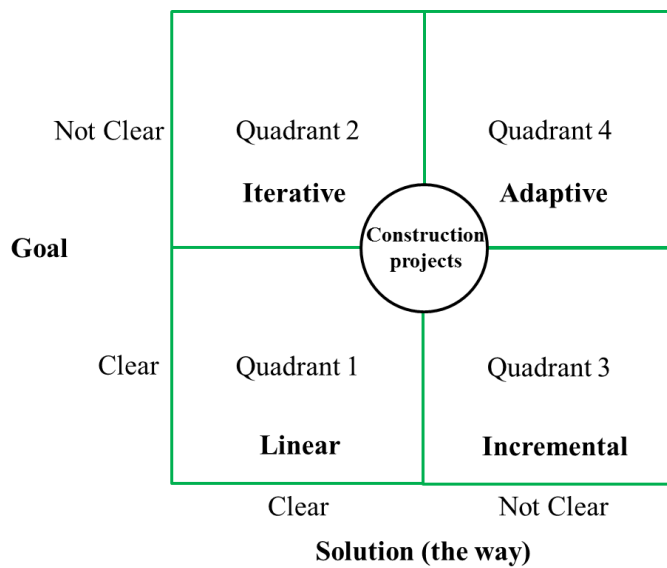 Not Clear
Quadrant 2
Quadrant 4
Iterative
Adaptive
Goal
Construction
projects
Clear
Quadrant 1
Quadrant 3
Linear
Incremental
Clear
Not Clear
Solution (the way)